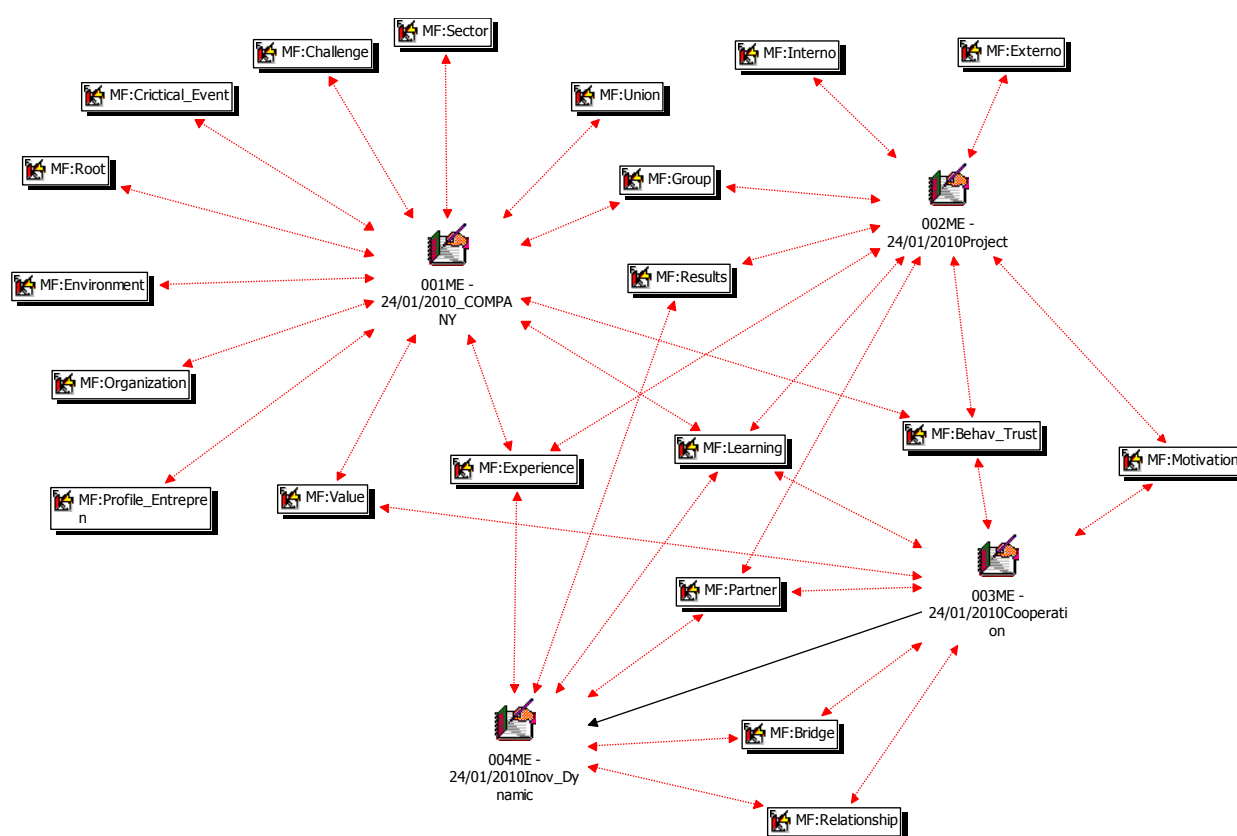 MF:Sector
MF:Challenge
MF:Interno
MF:Externo
MF:Crictical_Event
MF:Union
MF:Root
MF:Group
002ME -
24/01/2010Project
MF:Environment
001ME -
24/01/2010_COMPA
NY
MF:Results
MF:Organization
MF:Behav_Trust
MF:Learning
MF:Experience
MF:Motivation
MF:Profile_Entrepre
n
MF:Value
MF:Partner
003ME -
24/01/2010Cooperati
on
MF:Bridge
004ME -
24/01/2010Inov_Dy
namic
MF:Relationship